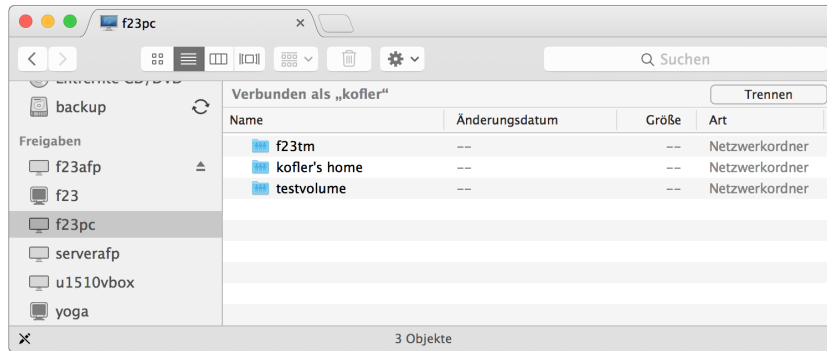 f23pc
Suchen
Entfernte CD/DVD
backup
Freigaben
f23afp
f23
f23pc
serverafp
u1510vbox
yoga
Verbunden als „kofler“
Trennen
Name Änderungsdatum Größe Art
f23tm -- -- Netzwerkordner
kofler's home -- -- Netzwerkordner
testvolume -- -- Netzwerkordner
3 Objekte